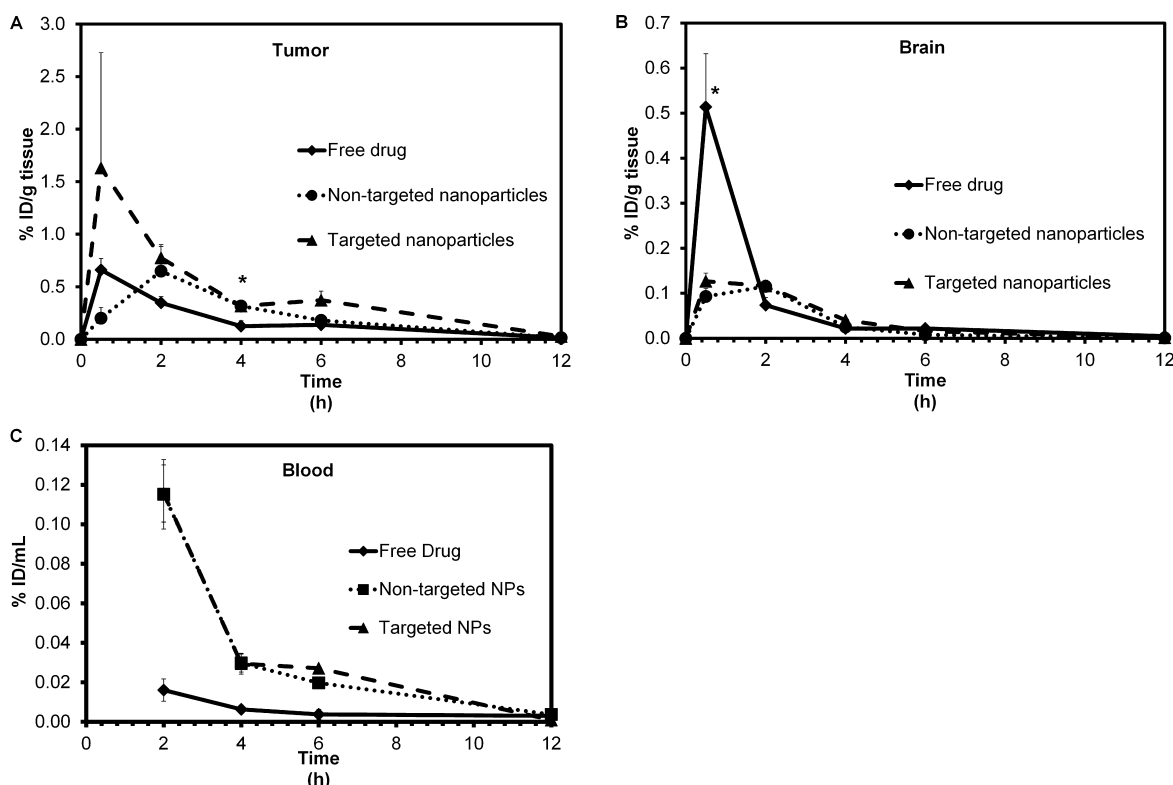 A
Tumor
3.0
2.5
2.0
1.5
1.0
0.5
0.0
% ID/g tissue
Free drug
Non-targeted nanoparticles
Targeted nanoparticles
*
0 2 4 6 8 10 12
Time
(h)
B
Brain
0.7
0.6
0.5
0.4
0.3
0.2
0.1
0.0
% ID/g tissue
*
Free drug
Non-targeted nanoparticles
Targeted nanoparticles
0 2 4 6 8 10 12
Time
(h)
C
Blood
0.14
0.12
0.10
0.08
0.06
0.04
0.02
0.00
% ID/mL
Free Drug
Non-targeted NPs
Targeted NPs
0 2 4 6 8 10 12
Time
(h)